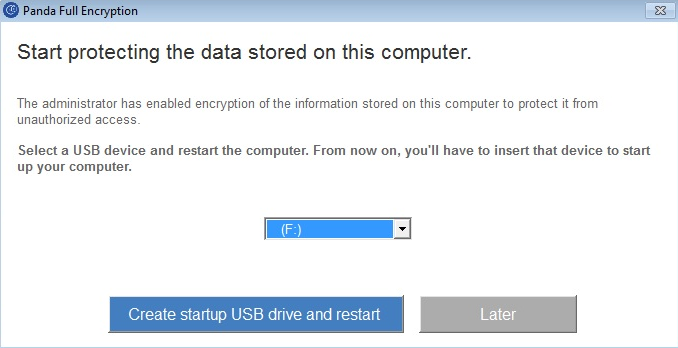 Panda Full Encryption
Start protecting the data stored on this computer.
The administrator has enabled encryption of the information stored on this computer to protect it from
unauthorized access.
Select a USB device and restart the computer. From now on, you'll have to insert that device to start
up your computer.
(F:)
Create startup USB drive and restart
Later